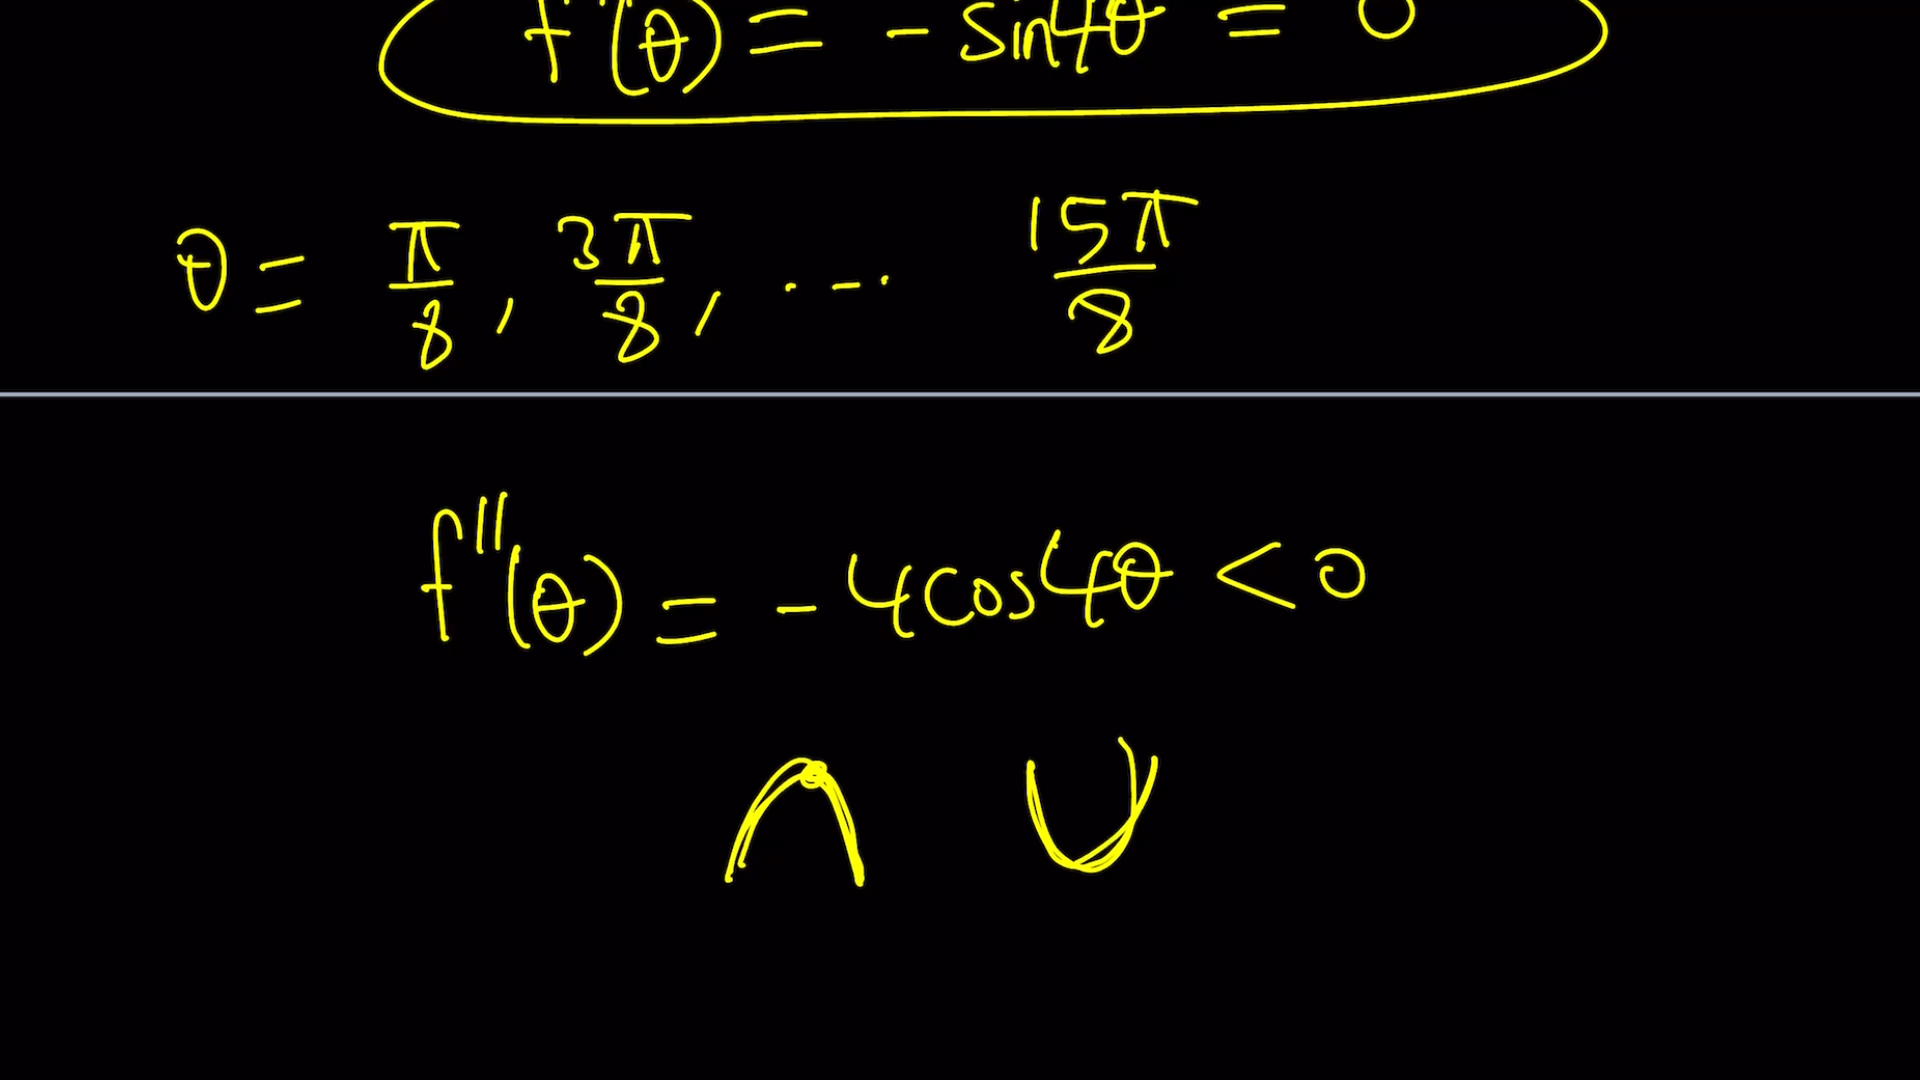 f'(θ) = - sin4θ = 0
θ = π/8, 3π/8, ... 15π/8
f''(θ) = - 4cos4θ < 0